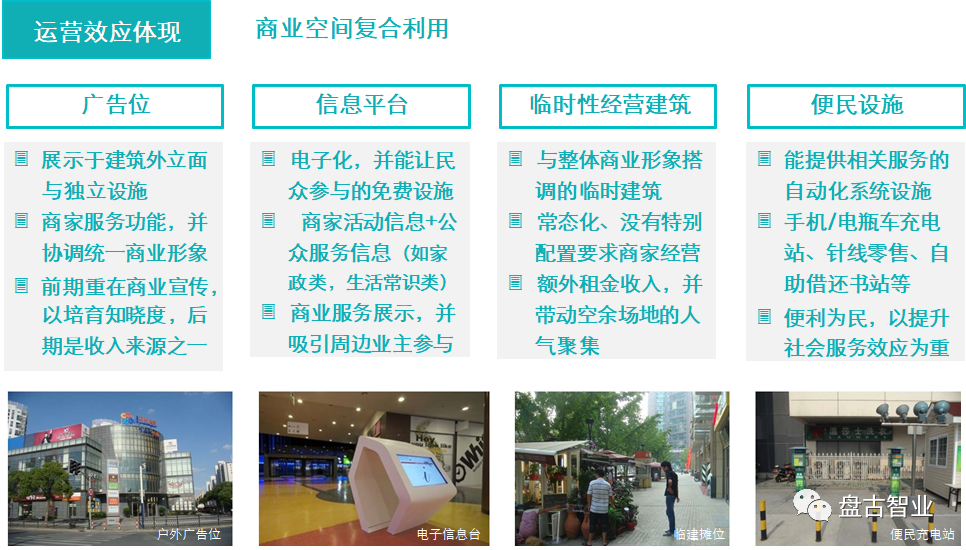 运营效应体现
商业空间复合利用
广告位
展示于建筑外立面
与独立设施
商家服务功能，并
协调统一商业形象
前期重在商业宣传，
以培育知晓度，后
期是收入来源之一
信息平台
电子化，并能让民
众参与的免费设施
商家活动信息+公
众服务信息（如家
政类，生活常识类）
商业服务展示，并
吸引周边业主参与
临时性经营建筑
与整体商业形象搭
调的临时建筑
常态化、没有特别
配置要求商家经营
额外租金收入，并
带动空余场地的人
气聚集
便民设施
能提供相关服务的
自动化系统设施
手机/电瓶车充电
站、针线零售、自
助借还书站等
便利为民，以提升
社会服务效应为重
户外广告位
Hey
电子信息台
临建摊位
盘古智业
便民充电站